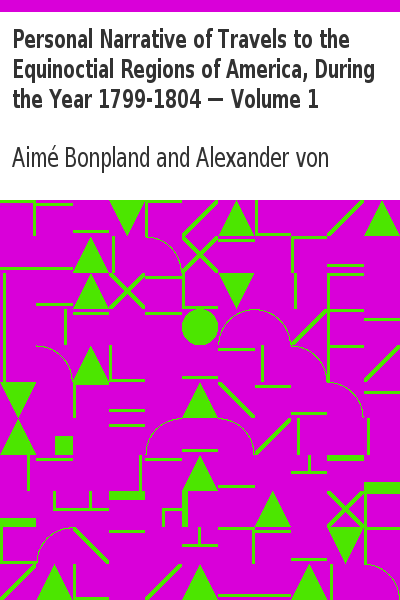 Personal Narrative of Travels to the
Equinoctial Regions of America, During
the Year 1799-1804 — Volume 1
Aimé Bonpland and Alexander von